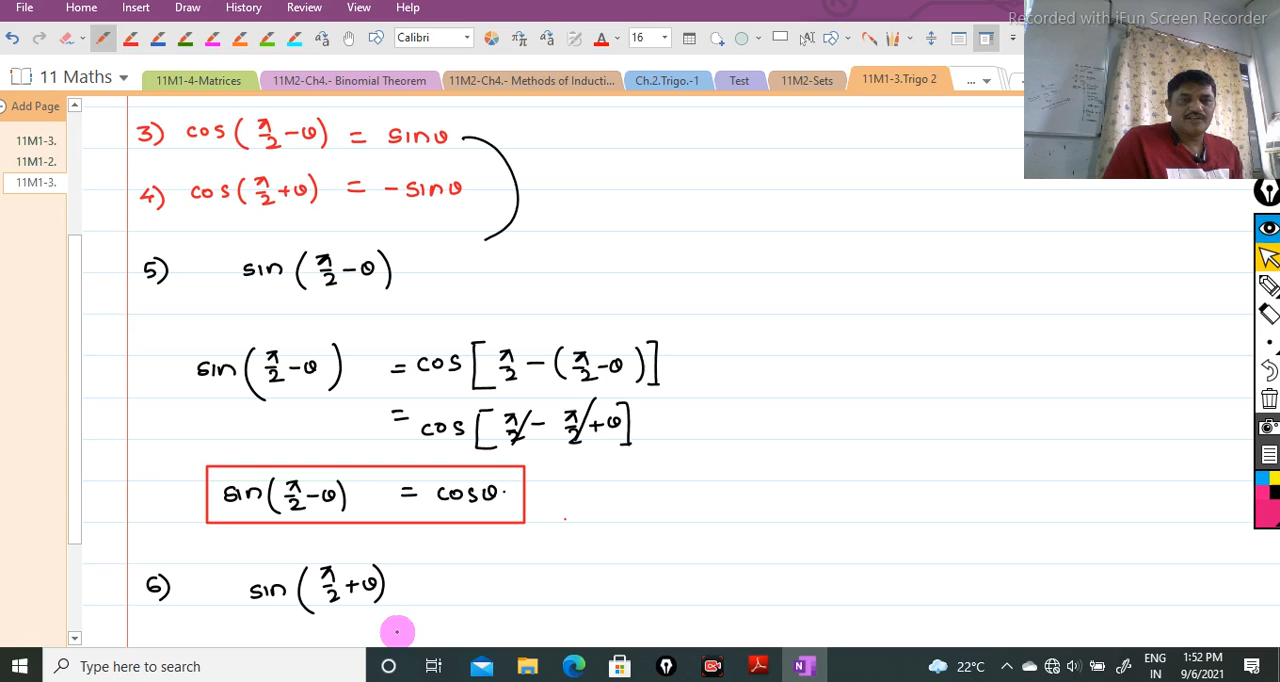 File Home Insert Draw History Review View Help
Recorded with iFun Screen Recorder
Calibri 16
11 Maths 11M1-4-Matrices 11M2-Ch4.- Binomial Theorem 11M2-Ch4.- Methods of Inducti... Ch.2.Trigo.-1 Test 11M2-Sets 11M1-3.Trigo 2 ...
Add Page
11M1-3.
11M1-2.
11M1-3.
3) cos(π/2 - θ) = sinθ
4) cos(π/2 + θ) = - sinθ
5) sin(π/2 - θ)
sin(π/2 - θ) = cos[π/2 - (π/2 - θ)]
= cos[π/2 - π/2 + θ]
sin(π/2 - θ) = cosθ.
6) sin(π/2 + θ)
Type here to search
22°C ENG IN 1:52 PM 9/6/2021